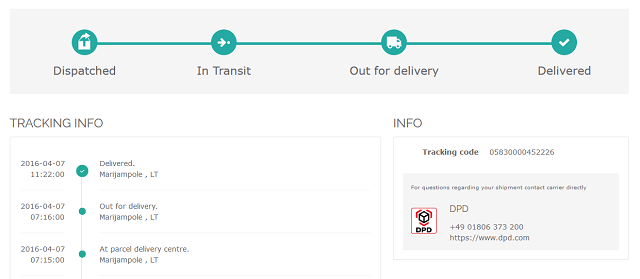 Dispatched
In Transit
Out for delivery
Delivered
TRACKING INFO
2016-04-07
11:22:00
Delivered.
Marijampole , LT
2016-04-07
07:16:00
Out for delivery.
Marijampole , LT
2016-04-07
07:15:00
At parcel delivery centre.
Marijampole , LT
INFO
Tracking code 05830000452226
For questions regarding your shipment contact carrier directly
DPD
DPD
+49 01806 373 200
https://www.dpd.com